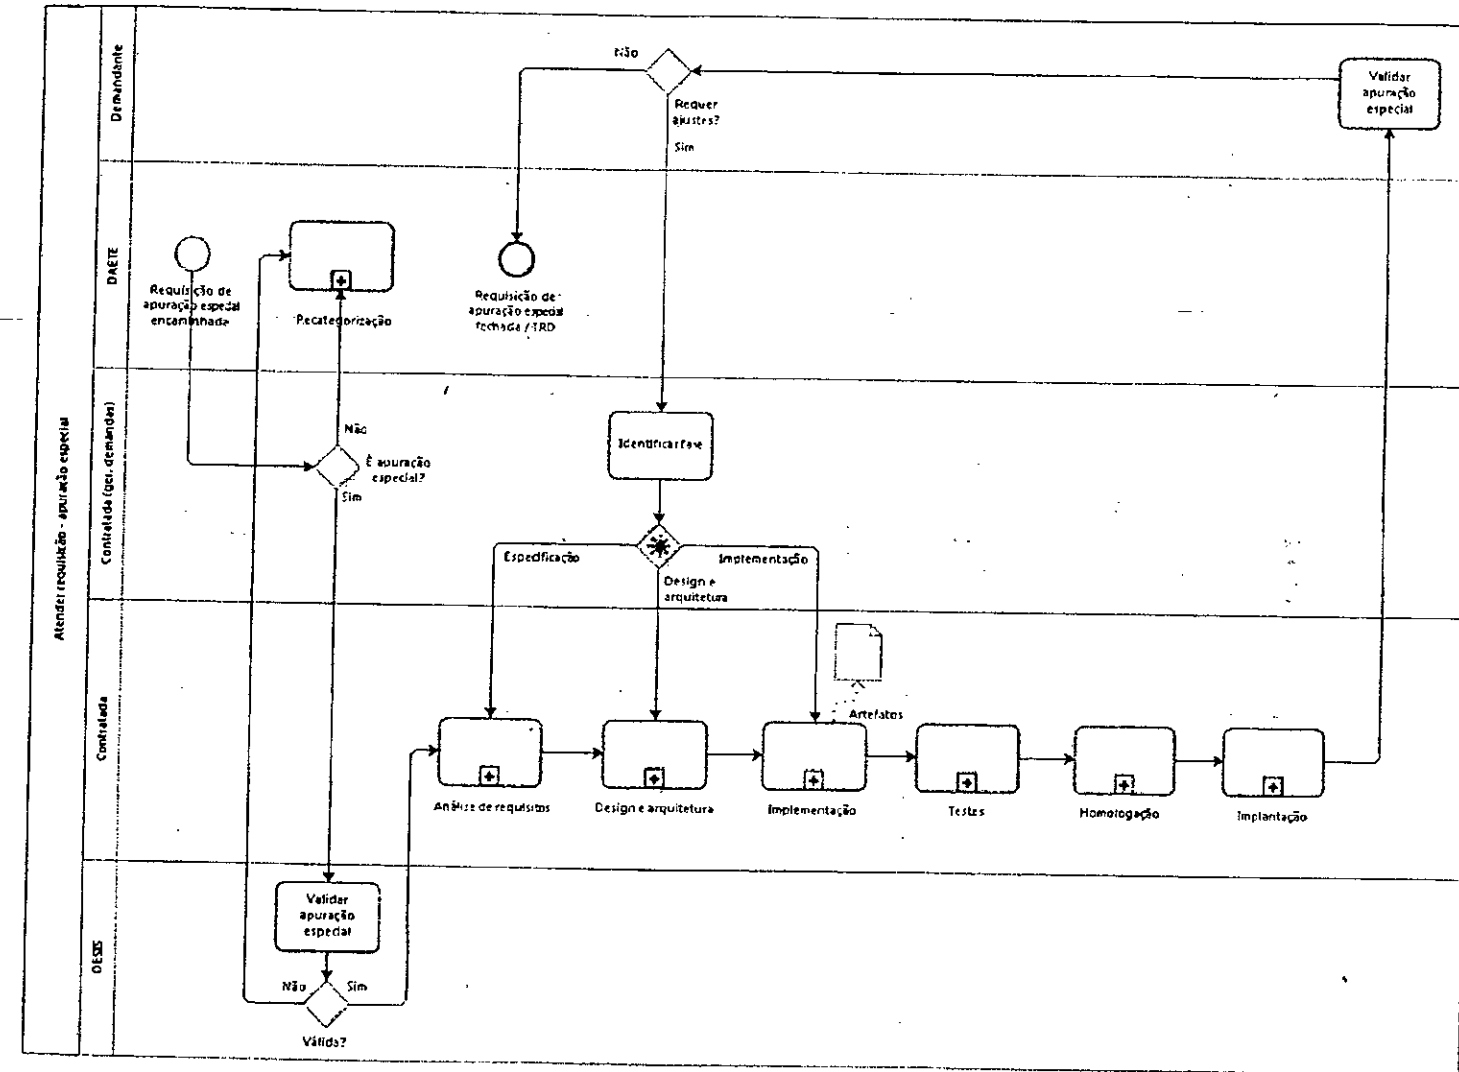 Atender requisição - apuração especial
Demandante
Não
Requer
ajustes?
Sim
Validar
apuração
especial
DAETE
Requisição de
apuração especial
encaminhada
Recategorização
Requisição de
apuração especial
fechada / TRD
Contratada (ger. demandas)
Não
É apuração
especial?
Sim
Identificar fase
Especificação
Implementação
Design e
arquitetura
Contratada
Artefatos
Análise de requisitos
Design e arquitetura
Implementação
Testes
Homologação
Implantação
DESIS
Validar
apuração
especial
Não
Sim
Válida?